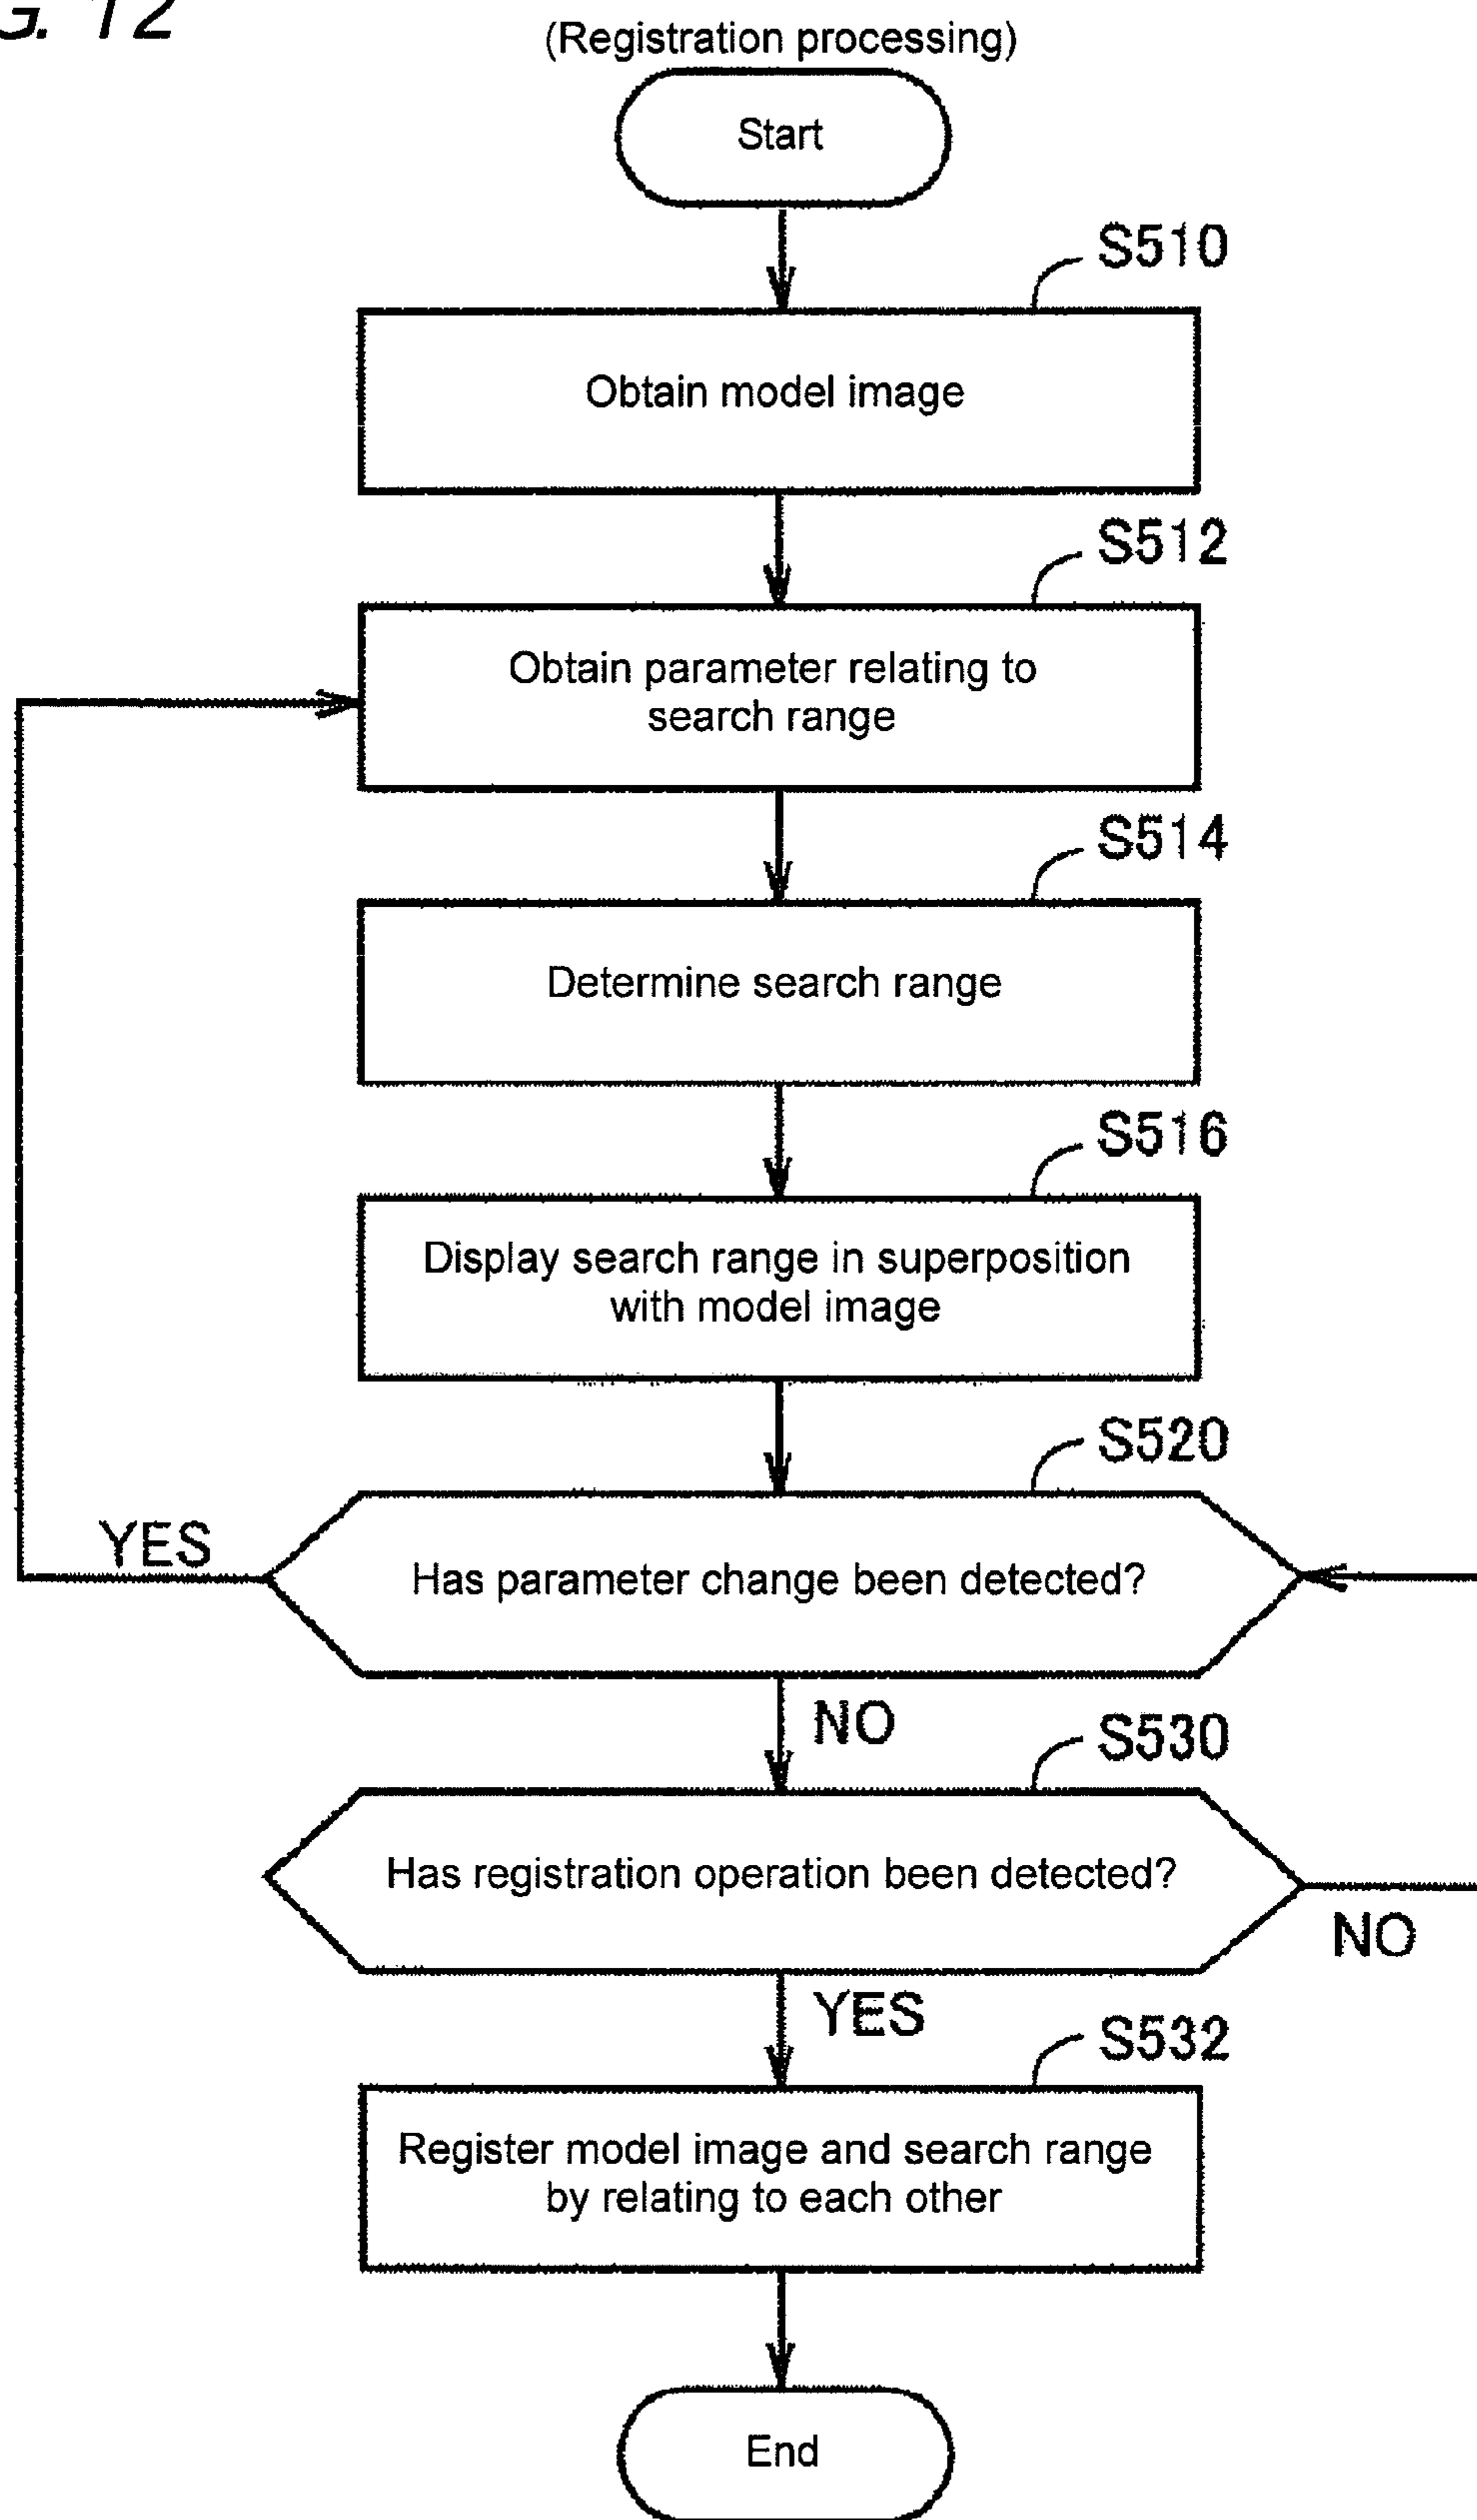 G. 12
(Registration processing)
Start
S510
Obtain model image
S512
Obtain parameter relating to
search range
S514
Determine search range
S516
Display search range in superposition
with model image
S520
YES
Has parameter change been detected?
NO
S530
Has registration operation been detected?
NO
YES
S532
Register model image and search range
by relating to each other
End